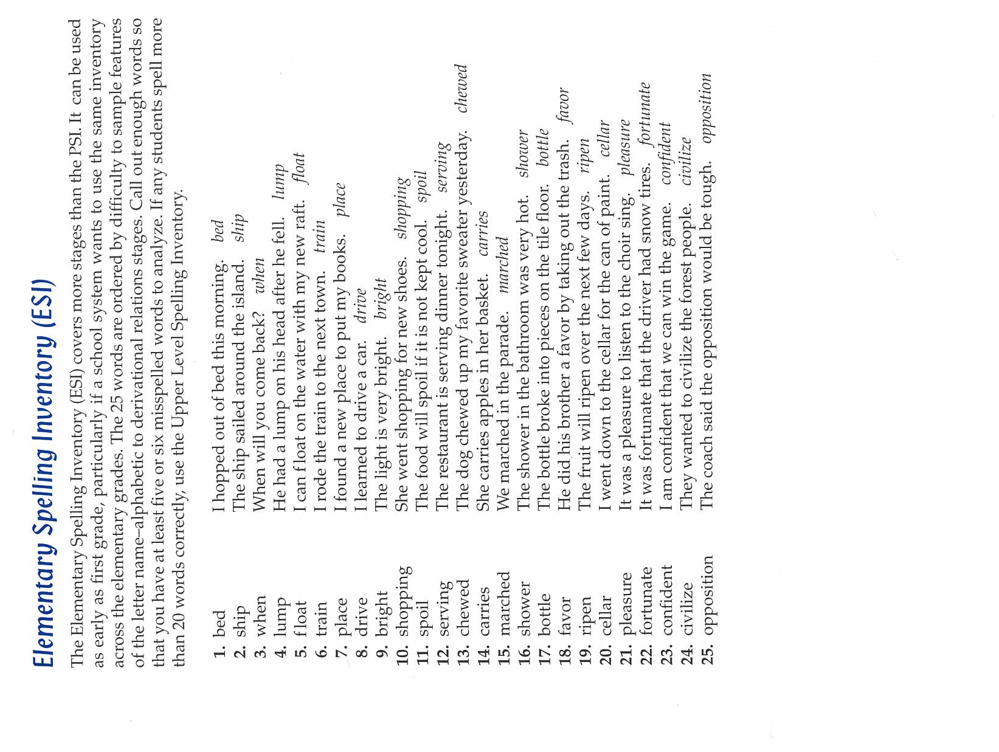 Elementary Spelling Inventory (ESI)
The Elementary Spelling Inventory (ESI) covers more stages than the PSI. It can be used
as early as first grade, particularly if a school system wants to use the same inventory
across the elementary grades. The 25 words are ordered by difficulty to sample features
of the letter name–alphabetic to derivational relations stages. Call out enough words so
that you have at least five or six misspelled words to analyze. If any students spell more
than 20 words correctly, use the Upper Level Spelling Inventory.
1. bed I hopped out of bed this morning. bed
2. ship The ship sailed around the island. ship
3. when When will you come back? when
4. lump He had a lump on his head after he fell. lump
5. float I can float on the water with my new raft. float
6. train I rode the train to the next town. train
7. place I found a new place to put my books. place
8. drive I learned to drive a car. drive
9. bright The light is very bright. bright
10. shopping She went shopping for new shoes. shopping
11. spoil The food will spoil if it is not kept cool. spoil
12. serving The restaurant is serving dinner tonight. serving
13. chewed The dog chewed up my favorite sweater yesterday. chewed
14. carries She carries apples in her basket. carries
15. marched We marched in the parade. marched
16. shower The shower in the bathroom was very hot. shower
17. bottle The bottle broke into pieces on the tile floor. bottle
18. favor He did his brother a favor by taking out the trash. favor
19. ripen The fruit will ripen over the next few days. ripen
20. cellar I went down to the cellar for the can of paint. cellar
21. pleasure It was a pleasure to listen to the choir sing. pleasure
22. fortunate It was fortunate that the driver had snow tires. fortunate
23. confident I am confident that we can win the game. confident
24. civilize They wanted to civilize the forest people. civilize
25. opposition The coach said the opposition would be tough. opposition